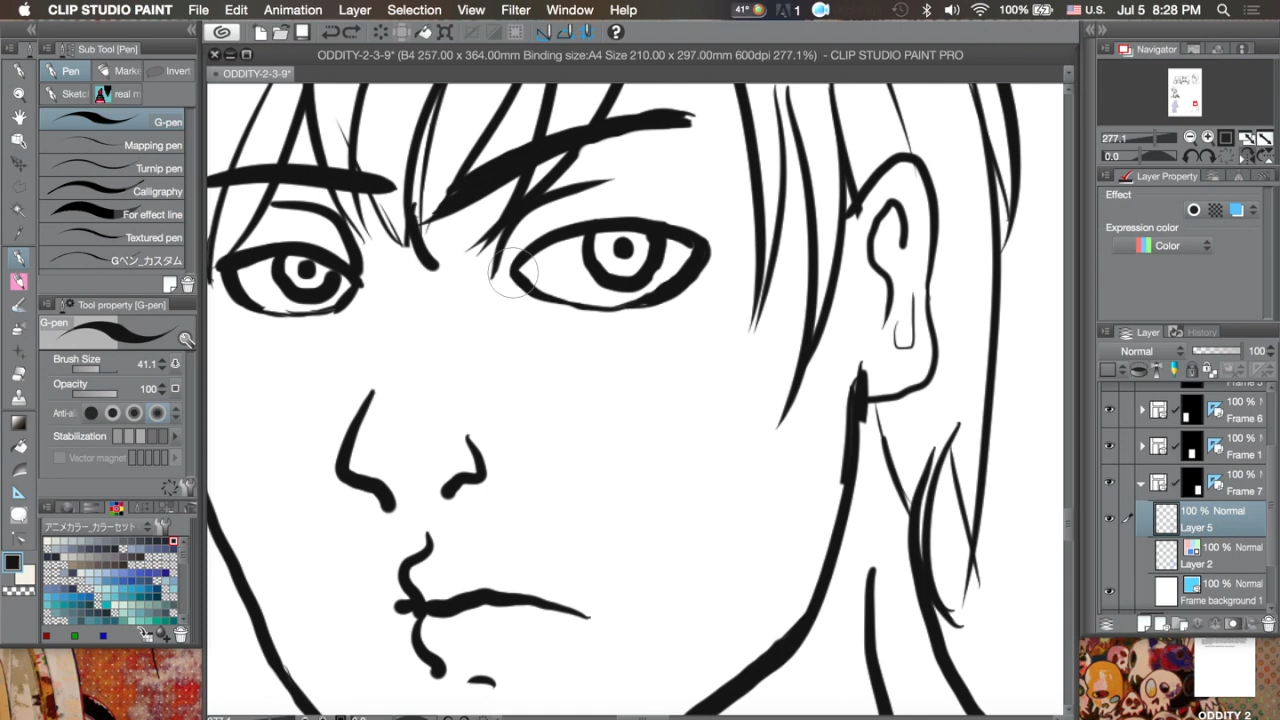 CLIP STUDIO PAINT File Edit Animation Layer Selection View Filter Window Help 41° 1 100% U.S. Jul 5 8:28 PM
Sub Tool [Pen]
"ODDITY-2-3-9* (B4 257.00 x 364.00mm Binding size:A4 Size 210.00 x 297.00mm 600dpi 277.1%) - CLIP STUDIO PAINT PRO
Navigator
Pen Marke Invert
ODDITY-2-3-9*
Sketc real m
G-pen
Mapping pen
Turnip pen
Calligraphy
For effect line
Textured pen
Gペン_カスタム
277.1
0.0
Layer Property
Effect
Expression color
Color
Tool property [G-pen]
G-pen
Brush Size 41.1
Opacity 100
Anti-al
Stabilization
Vector magnet
アニメカラー_カラーセット
Layer History
Normal 100
100 %
Frame 6
100 %
Frame 1
100 %
Frame 7
100 % Normal
Layer 5
100 % Normal
Layer 2
100 % Normal
Frame background 1
ODDITY 2